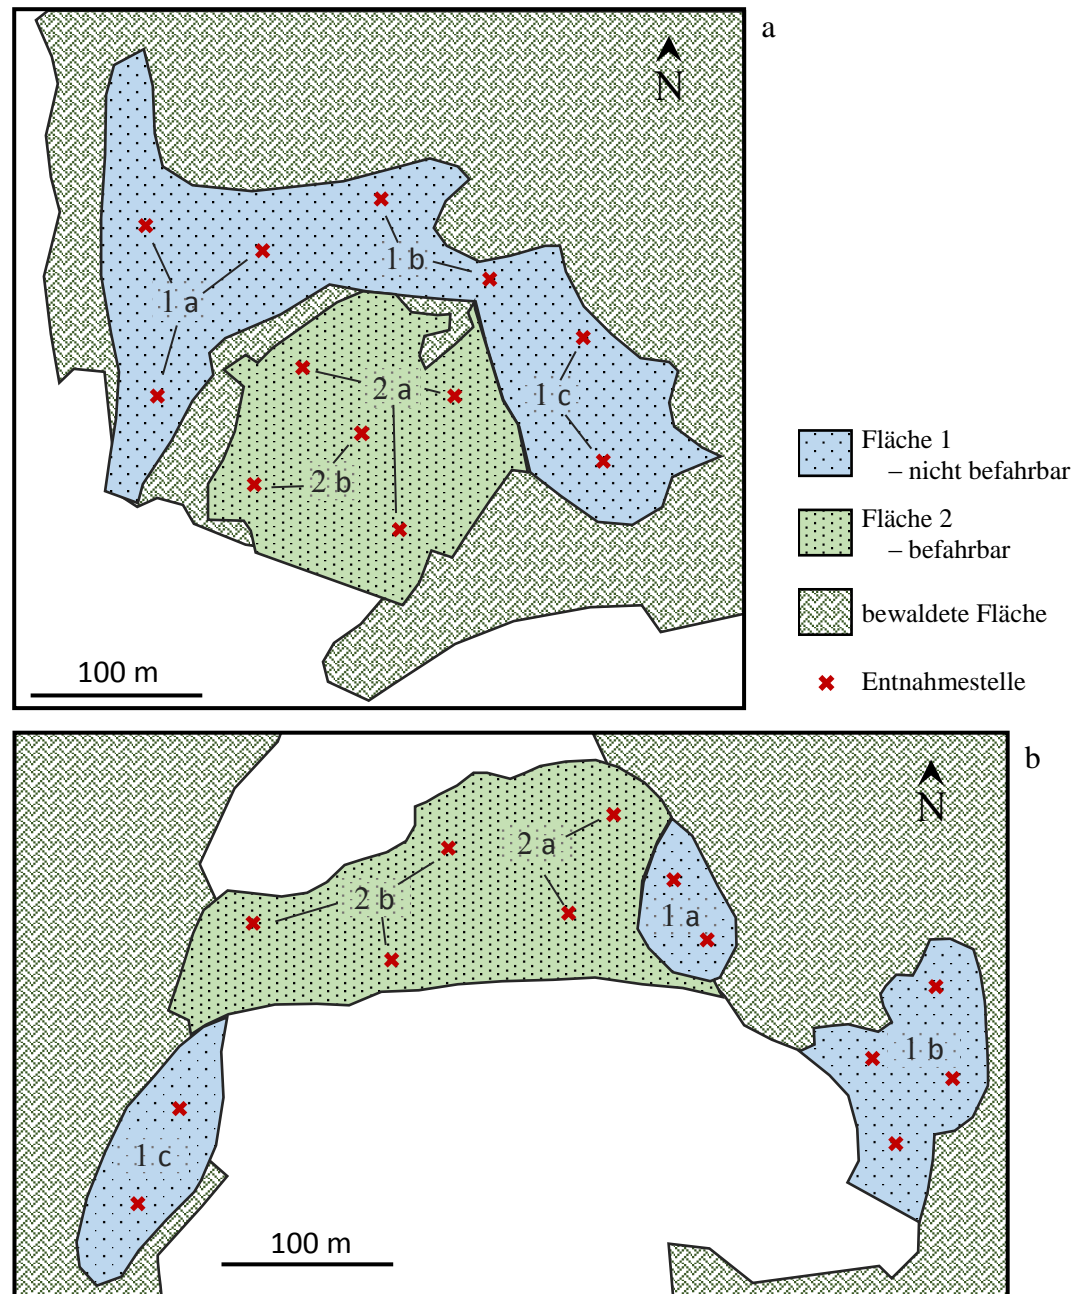 a
N
1 b
1 a
2 a
1 c
2 b
100 m
Fläche 1
– nicht befahrbar
Fläche 2
– befahrbar
bewaldete Fläche
Entnahmestelle
b
N
2 a
2 b
1 a
1 b
1 c
100 m